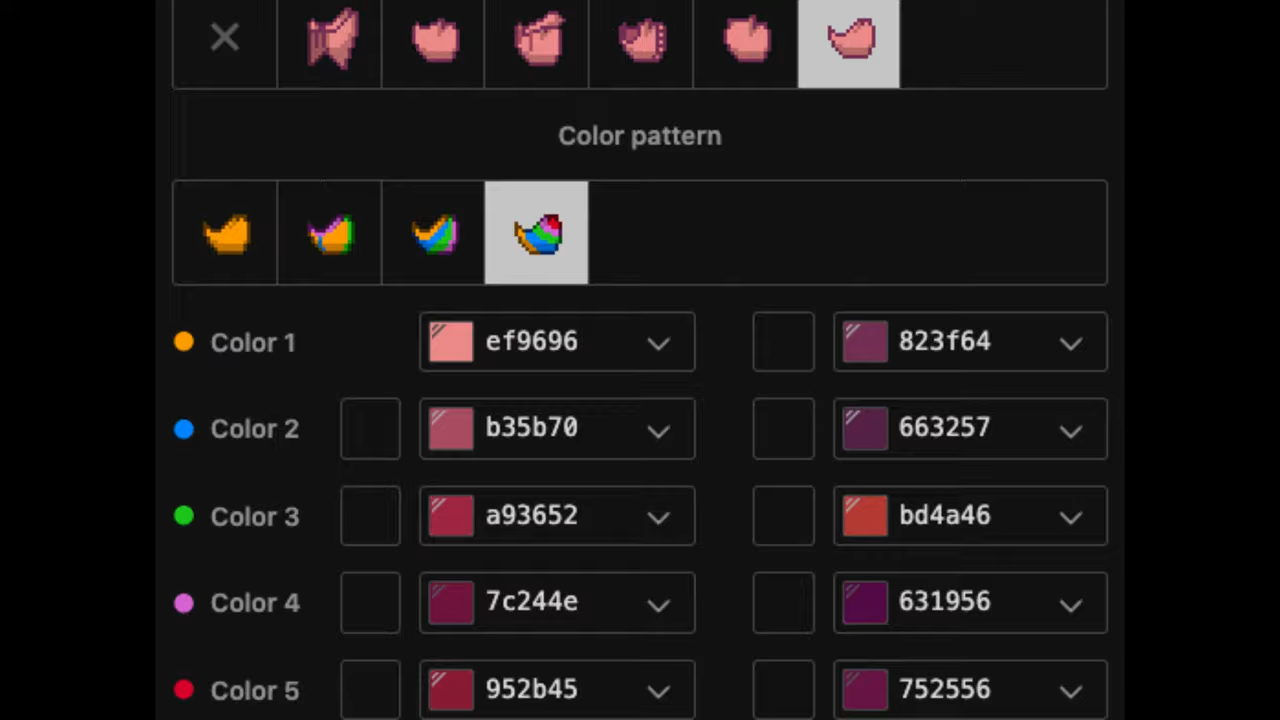 Color pattern
Color 1 ef9696 823f64
Color 2 b35b70 663257
Color 3 a93652 bd4a46
Color 4 7c244e 631956
Color 5 952b45 752556